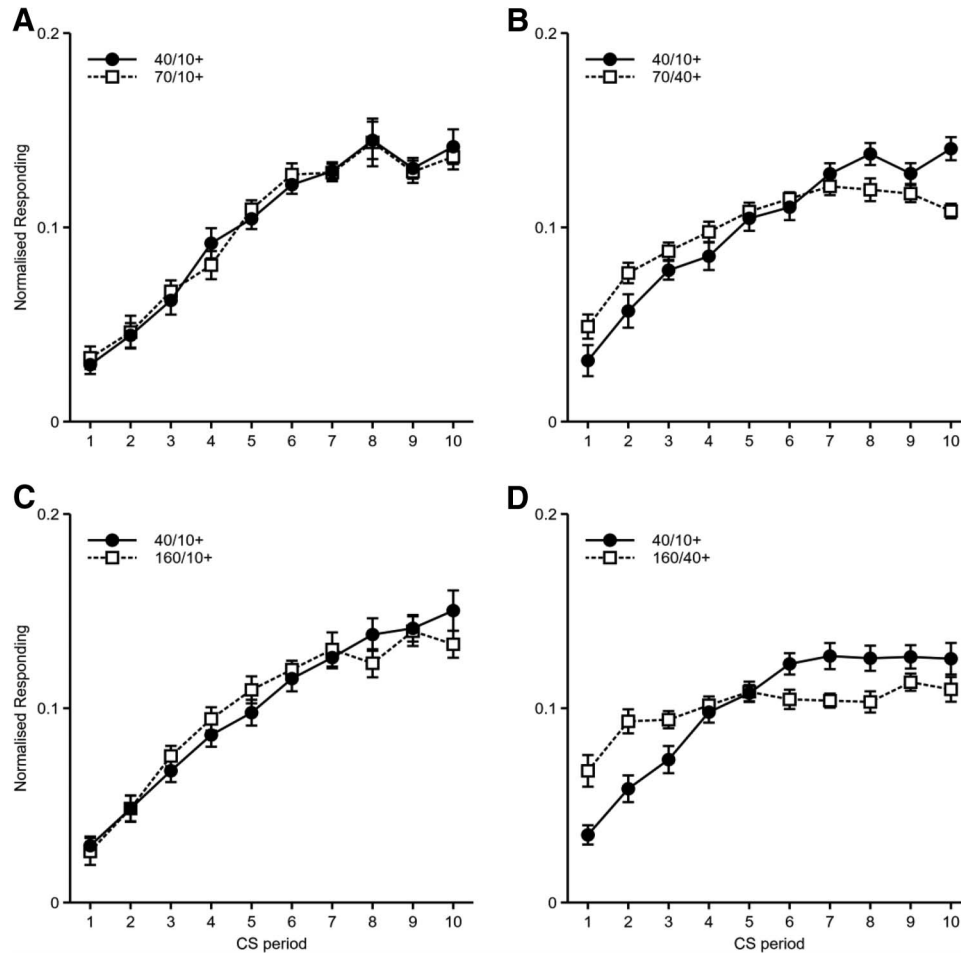 A
0.2
40/10+
70/10+
Normalised Responding
0.1
0
1 2 3 4 5 6 7 8 9 10
B
0.2
40/10+
70/40+
0.1
0
1 2 3 4 5 6 7 8 9 10
C
0.2
40/10+
160/10+
Normalised Responding
0.1
0
1 2 3 4 5 6 7 8 9 10
CS period
D
0.2
40/10+
160/40+
0.1
0
1 2 3 4 5 6 7 8 9 10
CS period